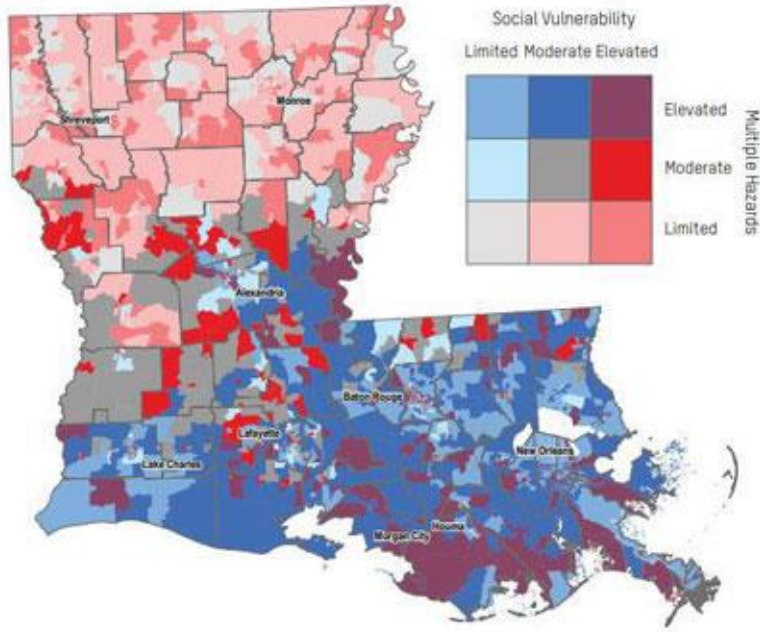 Social Vulnerability
Limited Moderate Elevated
Elevated
Moderate
Limited
Multiple Hazards
Shreveport
Monroe
Alexandria
Baton Rouge
Lafayette
Lake Charles
New Orleans
Houma
Morgan City